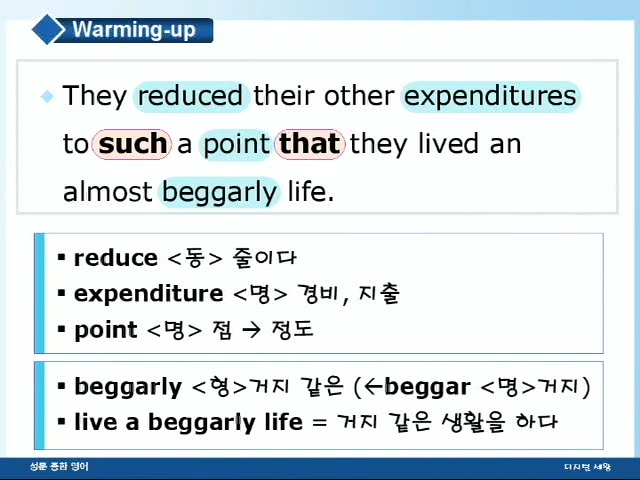 Warming-up
They reduced their other expenditures
to such a point that they lived an
almost beggarly life.
▪ reduce <동> 줄이다
▪ expenditure <명> 경비, 지출
▪ point <명> 점 → 정도
▪ beggarly <형>거지 같은 (←beggar <명>거지)
▪ live a beggarly life = 거지 같은 생활을 하다
성문 종합 영어
디지털 세왕